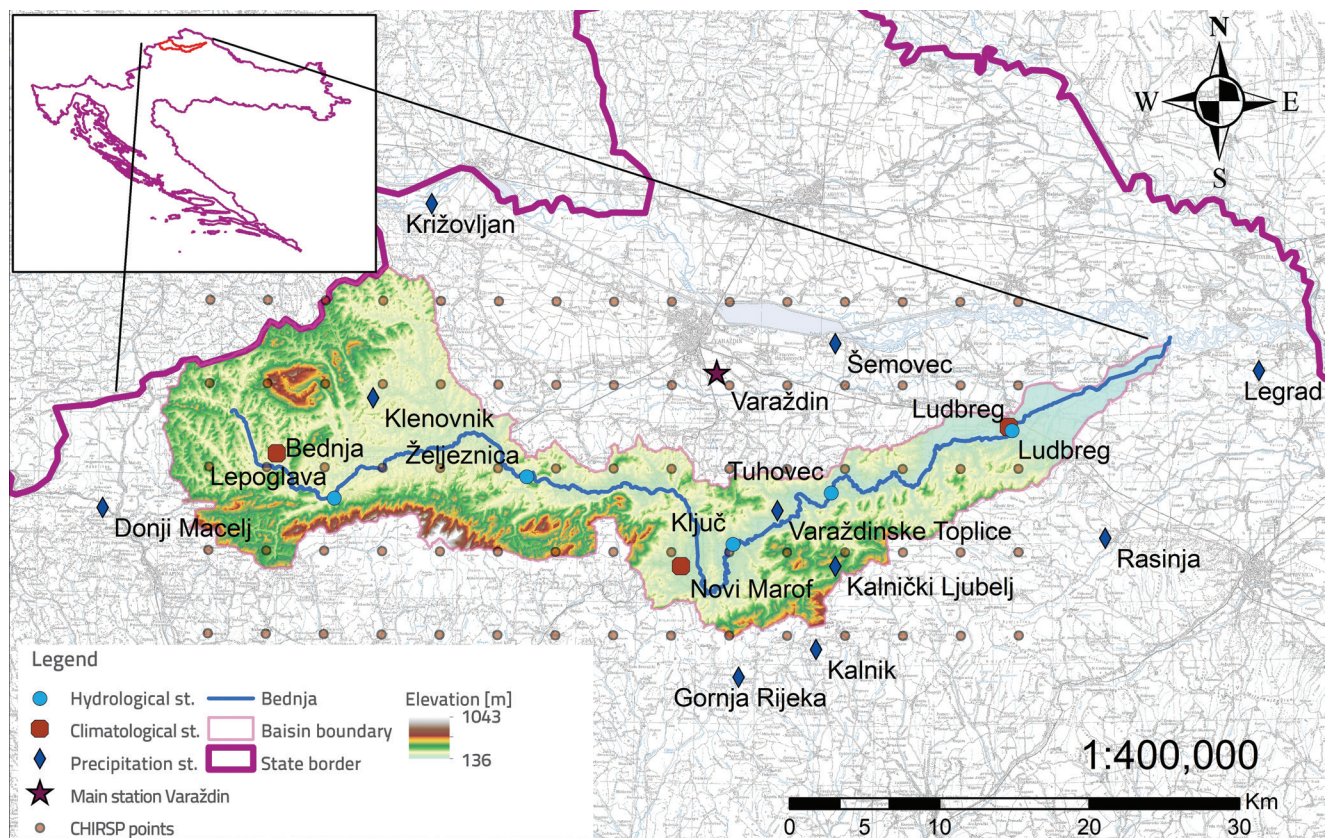 N
W E
S
Križovljan
Šemovec
VARAŽDIN
Varaždin
Legrad
Klenovnik
Ludbreg
Bednja
Željeznica
Ludbreg
Lepoglava
Tuhovec
Donji Macelj
Ključ
Varaždinske Toplice
Rasinja
Novi Marof
Kalnički Ljubelj
Kalnik
Gornja Rijeka
Legend
Hydrological st.
Climatological st.
Precipitation st.
Main station Varaždin
CHIRSP points
Bednja
Baisin boundary
State border
Elevation [m]
1043
136
1:400,000
Km
0 5 10 20 30